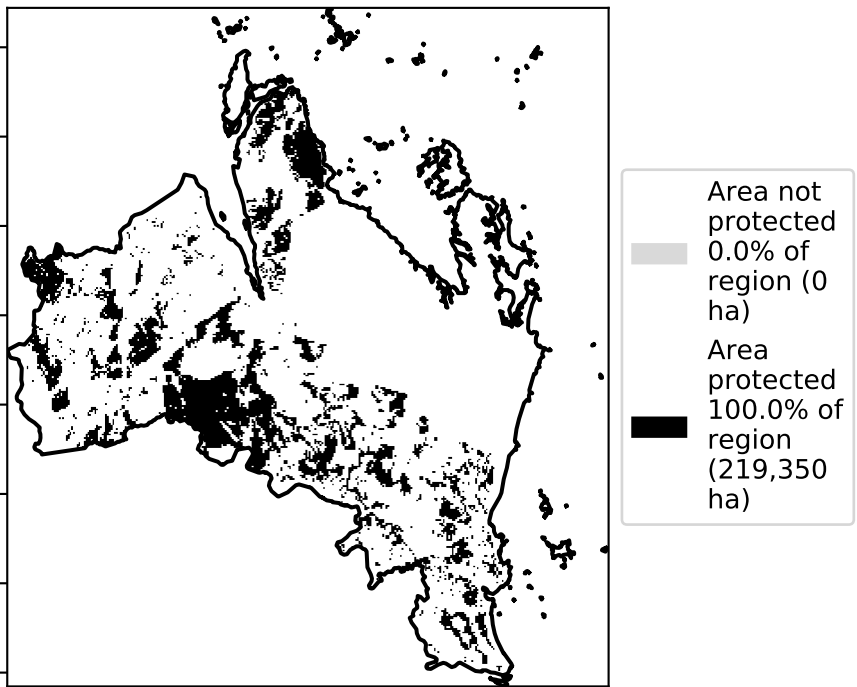 Area not
protected
0.0% of
region (0
ha)
Area
protected
100.0% of
region
(219,350
ha)